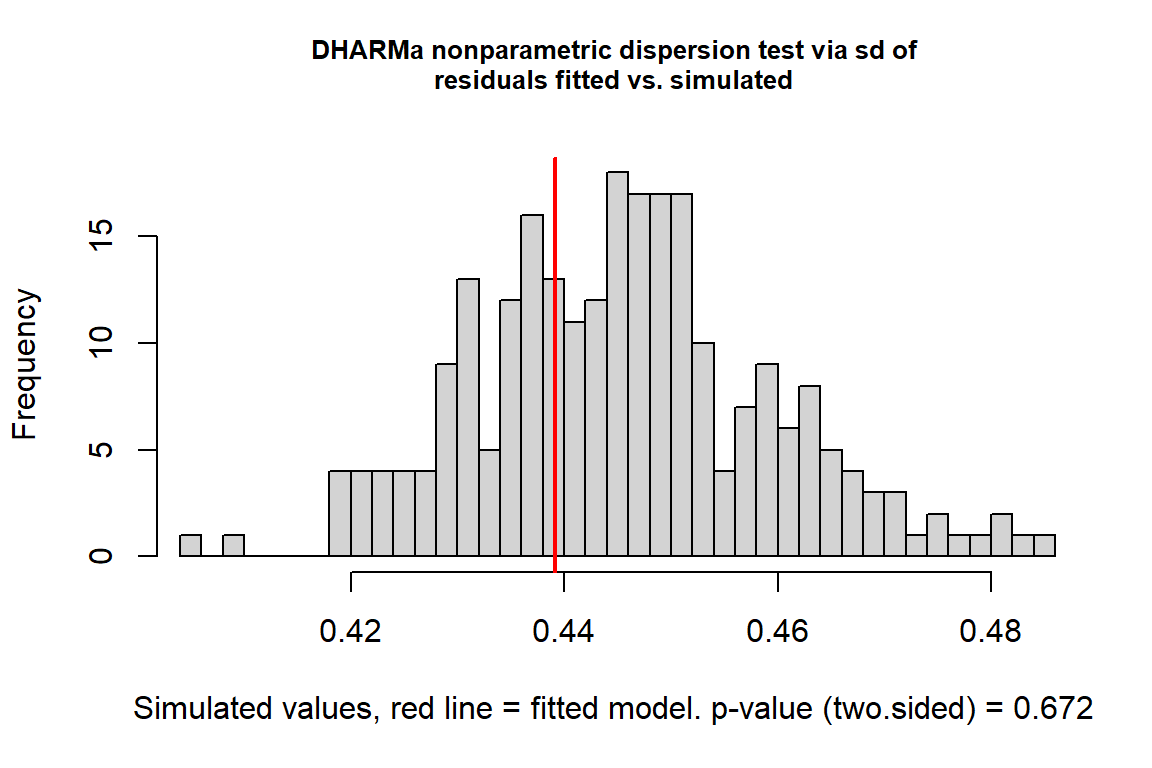 DHARMa nonparametric dispersion test via sd of
residuals fitted vs. simulated
Frequency
15
10
5
0
0.42 0.44 0.46 0.48
Simulated values, red line = fitted model. p-value (two.sided) = 0.672